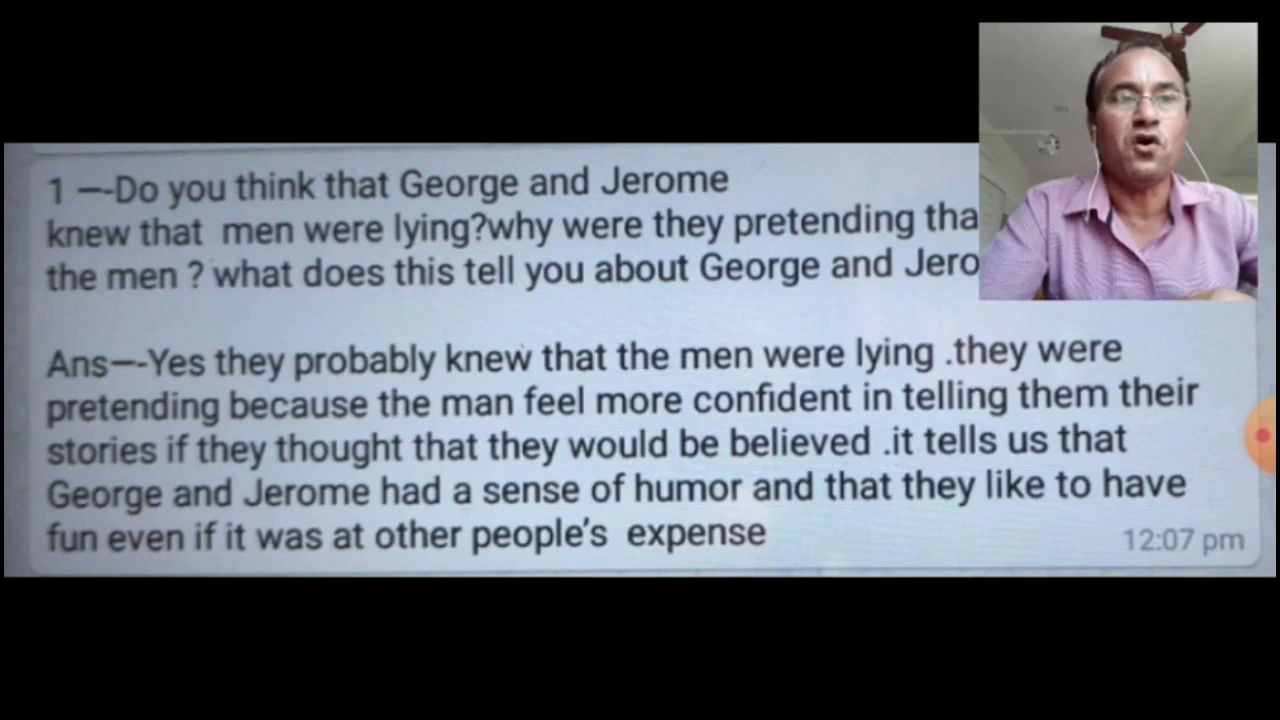 1 —-Do you think that George and Jerome
knew that men were lying?why were they pretending
the men ? what does this tell you about George and
Ans—-Yes they probably knew that the men were lying .they were
pretending because the man feel more confident in telling them their
stories if they thought that they would be believed .it tells us that
George and Jerome had a sense of humor and that they like to have
fun even if it was at other people's expense
12:07 pm